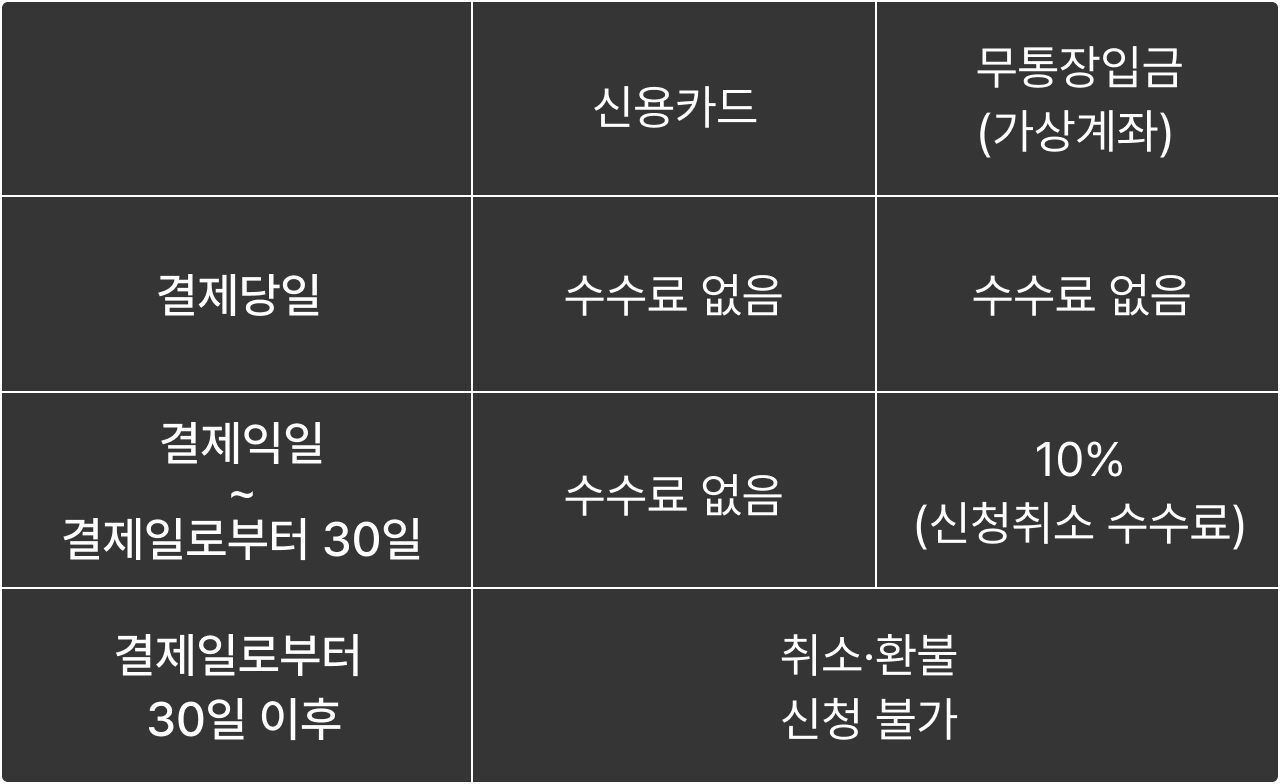 신용카드
무통장입금
(가상계좌)
결제당일
수수료 없음
수수료 없음
결제익일
~
결제일로부터 30일
수수료 없음
10%
(신청취소 수수료)
결제일로부터
30일 이후
취소·환불
신청 불가